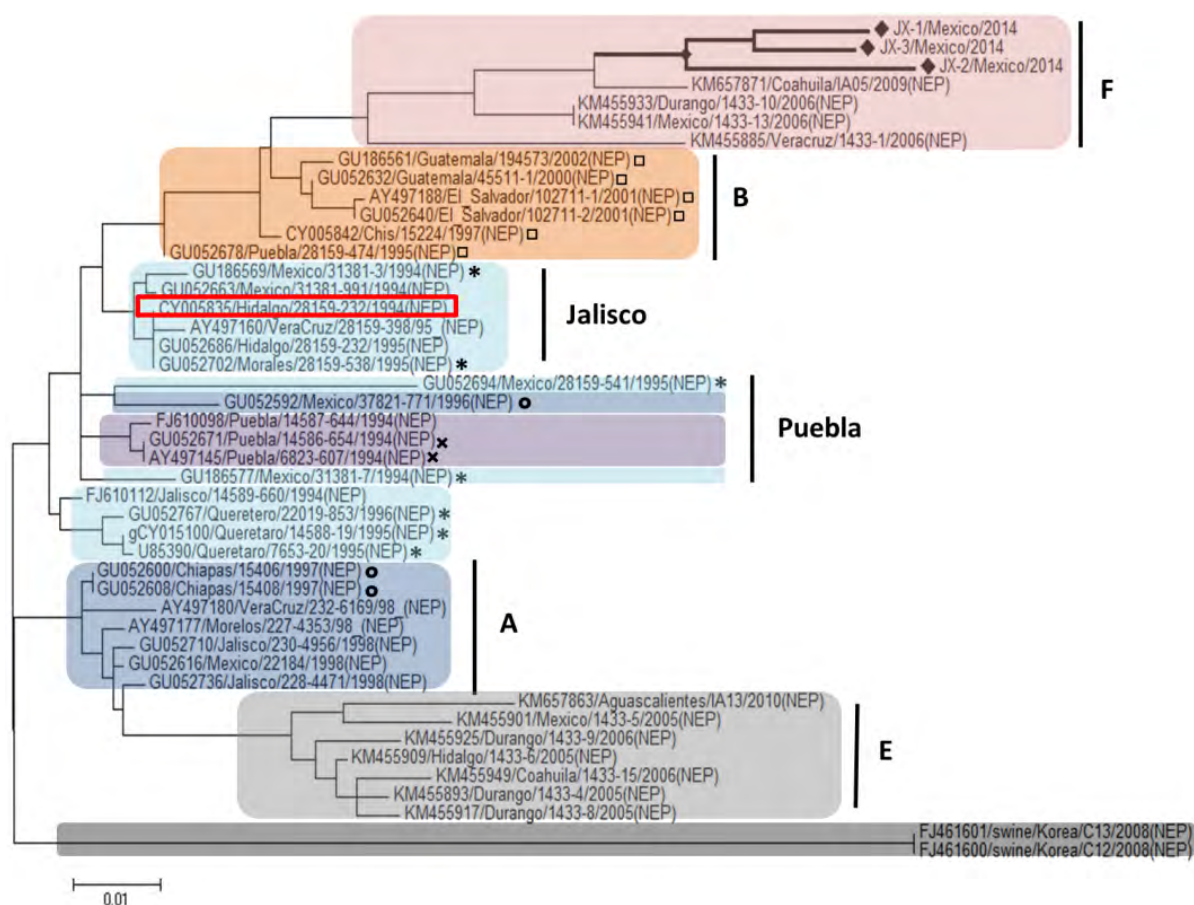 JX-1/Mexico/2014
JX-3/Mexico/2014
JX-2/Mexico/2014
KM657871/Coahuila/IA05/2009(NEP)
KM455933/Durango/1433-10/2006(NEP)
KM455941/Mexico/1433-13/2006(NEP)
KM455885/Veracruz/1433-1/2006(NEP)
F
GU186561/Guatemala/194573/2002(NEP)
GU052632/Guatemala/45511-1/2000(NEP)
AY497188/El_Salvador/102711-1/2001(NEP)
GU052640/El_Salvador/102711-2/2001(NEP)
CY005842/Chis/15224/1997(NEP)
GU052678/Puebla/28159-474/1995(NEP)
B
GU186569/Mexico/31381-3/1994(NEP) *
GU052663/Mexico/31381-991/1994(NEP)
CY005835/Hidalgo/28159-232/1994(NEP)
AY497160/VeraCruz/28159-398/95_(NEP)
GU052686/Hidalgo/28159-232/1995(NEP)
GU052702/Morales/28159-538/1995(NEP) *
Jalisco
GU052694/Mexico/28159-541/1995(NEP) *
GU052592/Mexico/37821-771/1996(NEP)
FJ610098/Puebla/14587-644/1994(NEP)
GU052671/Puebla/14586-654/1994(NEP)
AY497145/Puebla/6823-607/1994(NEP)
GU186577/Mexico/31381-7/1994(NEP) *
Puebla
FJ610112/Jalisco/14589-660/1994(NEP)
GU052767/Queretero/22019-853/1996(NEP) *
gCY015100/Queretaro/14588-19/1995(NEP) *
U85390/Queretaro/7653-20/1995(NEP) *
GU052600/Chiapas/15406/1997(NEP)
GU052608/Chiapas/15408/1997(NEP)
AY497180/VeraCruz/232-6169/98_(NEP)
AY497177/Morelos/227-4353/98_(NEP)
GU052710/Jalisco/230-4956/1998(NEP)
GU052616/Mexico/22184/1998(NEP)
GU052736/Jalisco/228-4471/1998(NEP)
A
KM657863/Aguascalientes/IA13/2010(NEP)
KM455901/Mexico/1433-5/2005(NEP)
KM455925/Durango/1433-9/2006(NEP)
KM455909/Hidalgo/1433-6/2005(NEP)
KM455949/Coahuila/1433-15/2006(NEP)
KM455893/Durango/1433-4/2005(NEP)
KM455917/Durango/1433-8/2005(NEP)
E
FJ461601/swine/Korea/C13/2008(NEP)
FJ461600/swine/Korea/C12/2008(NEP)
0.01